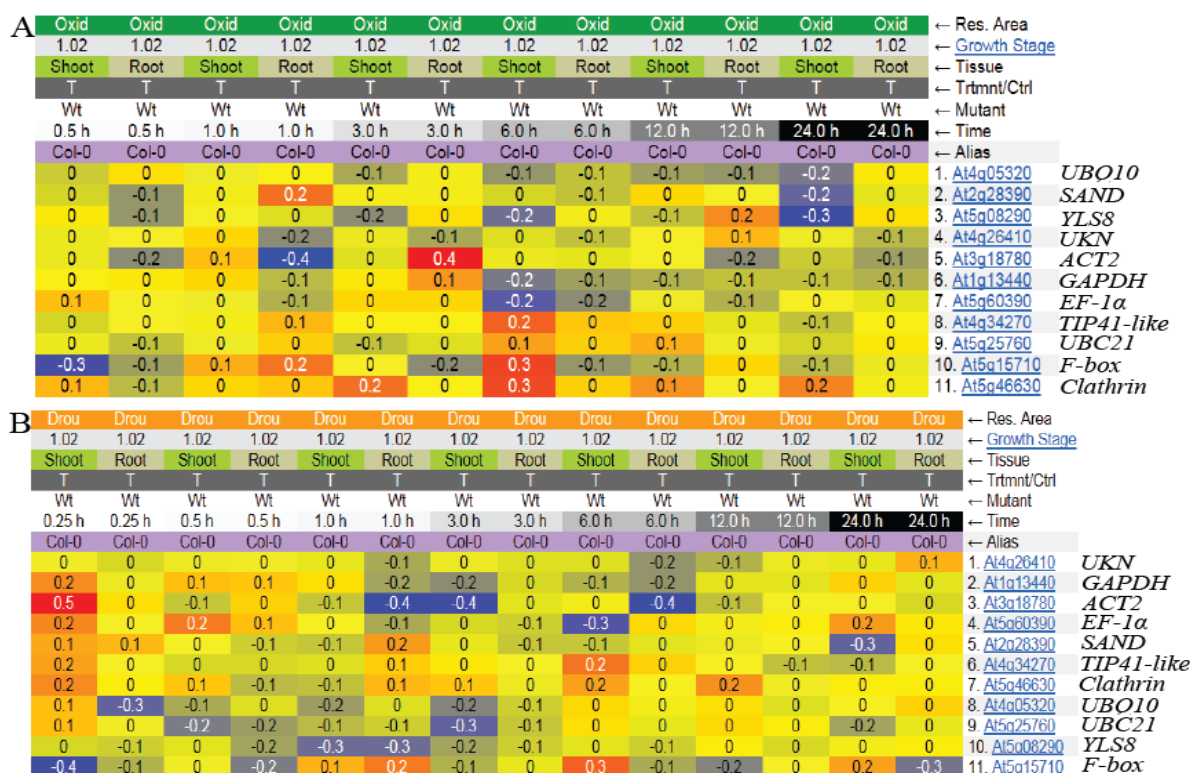 A
Oxid Oxid Oxid Oxid Oxid Oxid Oxid Oxid Oxid Oxid Oxid Oxid ← Res. Area
1.02 1.02 1.02 1.02 1.02 1.02 1.02 1.02 1.02 1.02 1.02 1.02 ← Growth Stage
Shoot Root Shoot Root Shoot Root Shoot Root Shoot Root Shoot Root ← Tissue
T T T T T T T T T T T T ← Trtmnt/Ctrl
Wt Wt Wt Wt Wt Wt Wt Wt Wt Wt Wt Wt ← Mutant
0.5 h 0.5 h 1.0 h 1.0 h 3.0 h 3.0 h 6.0 h 6.0 h 12.0 h 12.0 h 24.0 h 24.0 h ← Time
Col-0 Col-0 Col-0 Col-0 Col-0 Col-0 Col-0 Col-0 Col-0 Col-0 Col-0 Col-0 ← Alias
0 0 0 0 -0.1 0 -0.1 -0.1 -0.1 -0.1 -0.2 0 1. At4g05320 UBQ10
0 -0.1 0 0.2 0 0 0 -0.1 0 0 -0.2 0 2. At2g28390 SAND
0 -0.1 0 0 -0.2 0 -0.2 0 -0.1 0.2 -0.3 0 3. At5g08290 YLS8
0 0 0 -0.2 0 -0.1 0 -0.1 0 0.1 0 -0.1 4. At4g26410 UKN
0 -0.2 0.1 -0.4 0 0.4 0 0 0 -0.2 0 -0.1 5. At3g18780 ACT2
0 0 0 -0.1 0 0.1 -0.2 -0.1 -0.1 -0.1 -0.1 -0.1 6. At1g13440 GAPDH
0.1 0 0 -0.1 0 0 -0.2 -0.2 0 -0.1 0 0 7. At5g60390 EF-1α
0 0 0 0.1 0 0 0.2 0 0 0 -0.1 0 8. At4g34270 TIP41-like
0 -0.1 0 0 -0.1 0 0.1 0 0.1 0 0 0 9. At5g25760 UBC21
-0.3 -0.1 0.1 0.2 0 -0.2 0.3 -0.1 -0.1 0 -0.1 0 10. At5g15710 F-box
0.1 -0.1 0 0 0.2 0 0.3 0 0.1 0 0.2 0 11. At5g46630 Clathrin
B
Drou Drou Drou Drou Drou Drou Drou Drou Drou Drou Drou Drou Drou Drou ← Res. Area
1.02 1.02 1.02 1.02 1.02 1.02 1.02 1.02 1.02 1.02 1.02 1.02 1.02 1.02 ← Growth Stage
Shoot Root Shoot Root Shoot Root Shoot Root Shoot Root Shoot Root Shoot Root ← Tissue
T T T T T T T T T T T T T T ← Trtmnt/Ctrl
Wt Wt Wt Wt Wt Wt Wt Wt Wt Wt Wt Wt Wt Wt ← Mutant
0.25 h 0.25 h 0.5 h 0.5 h 1.0 h 1.0 h 3.0 h 3.0 h 6.0 h 6.0 h 12.0 h 12.0 h 24.0 h 24.0 h ← Time
Col-0 Col-0 Col-0 Col-0 Col-0 Col-0 Col-0 Col-0 Col-0 Col-0 Col-0 Col-0 Col-0 Col-0 ← Alias
0 0 0 0 0 -0.1 0 0 0 -0.2 -0.1 0 0 0.1 1. At4g26410 UKN
0.2 0 0.1 0.1 0 -0.2 -0.2 0 -0.1 -0.2 0 0 0 0 2. At1g13440 GAPDH
0.5 0 -0.1 0 -0.1 -0.4 -0.4 0 0 -0.4 -0.1 0 0 0 3. At3g18780 ACT2
0.2 0 0.2 0.1 0 -0.1 0 -0.1 -0.3 0 0 0 0.2 0 4. At5g60390 EF-1α
0.1 0.1 0 -0.1 -0.1 0.2 0 -0.1 0 0 0 0 -0.3 0 5. At2g28390 SAND
0.2 0 0 0 0 0.1 0 0 0.2 0 0 -0.1 -0.1 0 6. At4g34270 TIP41-like
0.2 0 0.1 -0.1 -0.1 0.1 0.1 0 0.2 0 0.2 0 0 0 7. At5g46630 Clathrin
0.1 -0.3 -0.1 0 -0.2 0 -0.2 -0.1 0 0 0 0 0 0 8. At4g05320 UBQ10
0.1 0 -0.2 -0.2 -0.1 -0.1 -0.3 -0.1 0 0 0 0 -0.2 0 9. At5g25760 UBC21
0 -0.1 0 -0.2 -0.3 -0.3 -0.2 -0.1 0 -0.1 0 0 0 0 10. At5g08290 YLS8
-0.4 -0.1 0 -0.2 0.1 0.2 -0.1 0 0.3 -0.1 -0.2 0 0.2 -0.3 11. At5g15710 F-box